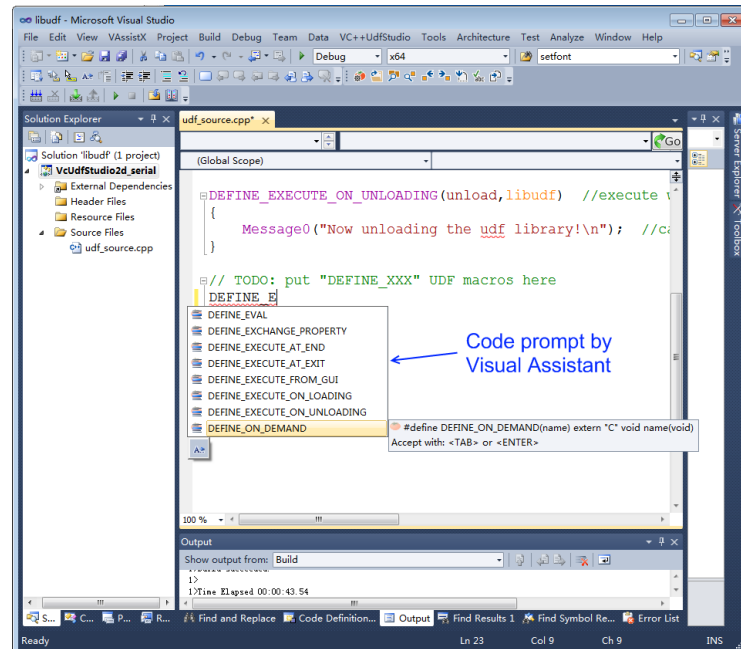 libudf - Microsoft Visual Studio
File Edit View VAssistX Project Build Debug Team Data VC++UdfStudio Tools Architecture Test Analyze Window Help
Debug x64 setfont
Solution Explorer
udf_source.cpp*
Go
(Global Scope)
Solution 'libudf' (1 project)
VcUdfStudio2d_serial
External Dependencies
Header Files
Resource Files
Source Files
udf_source.cpp
DEFINE_EXECUTE_ON_UNLOADING(unload,libudf) //execute
{
Message0("Now unloading the udf library!\n"); //ca
}
// TODO: put "DEFINE_XXX" UDF macros here
DEFINE_E
DEFINE_EVAL
DEFINE_EXCHANGE_PROPERTY
DEFINE_EXECUTE_AT_END
DEFINE_EXECUTE_AT_EXIT
DEFINE_EXECUTE_FROM_GUI
DEFINE_EXECUTE_ON_LOADING
DEFINE_EXECUTE_ON_UNLOADING
DEFINE_ON_DEMAND
#define DEFINE_ON_DEMAND(name) extern "C" void name(void)
Accept with: <TAB> or <ENTER>
Code prompt by
Visual Assistant
Server Explorer
Toolbox
100 %
Output
Show output from: Build
1>
1>Time Elapsed 00:00:43.54
S... C... P... R... Find and Replace Code Definition... Output Find Results 1 Find Symbol Re... Error List
Ready Ln 23 Col 9 Ch 9 INS